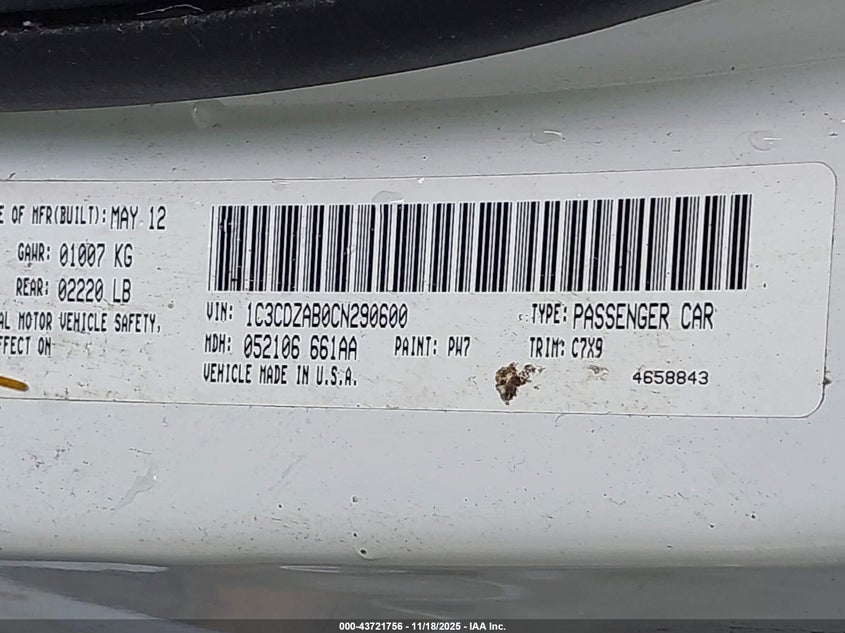 E OF MFR(BUILT): MAY 12
GAWR: 01007 KG
REAR: 02220 LB
AL MOTOR VEHICLE SAFETY,
FFECT ON
VIN: 1C3CDZAB0CN290600
TYPE: PASSENGER CAR
MDH: 052106 661AA
PAINT: PW7
TRIM: C7X9
VEHICLE MADE IN U.S.A.
4658843
000-43721756 - 11/18/2025 - IAA Inc.